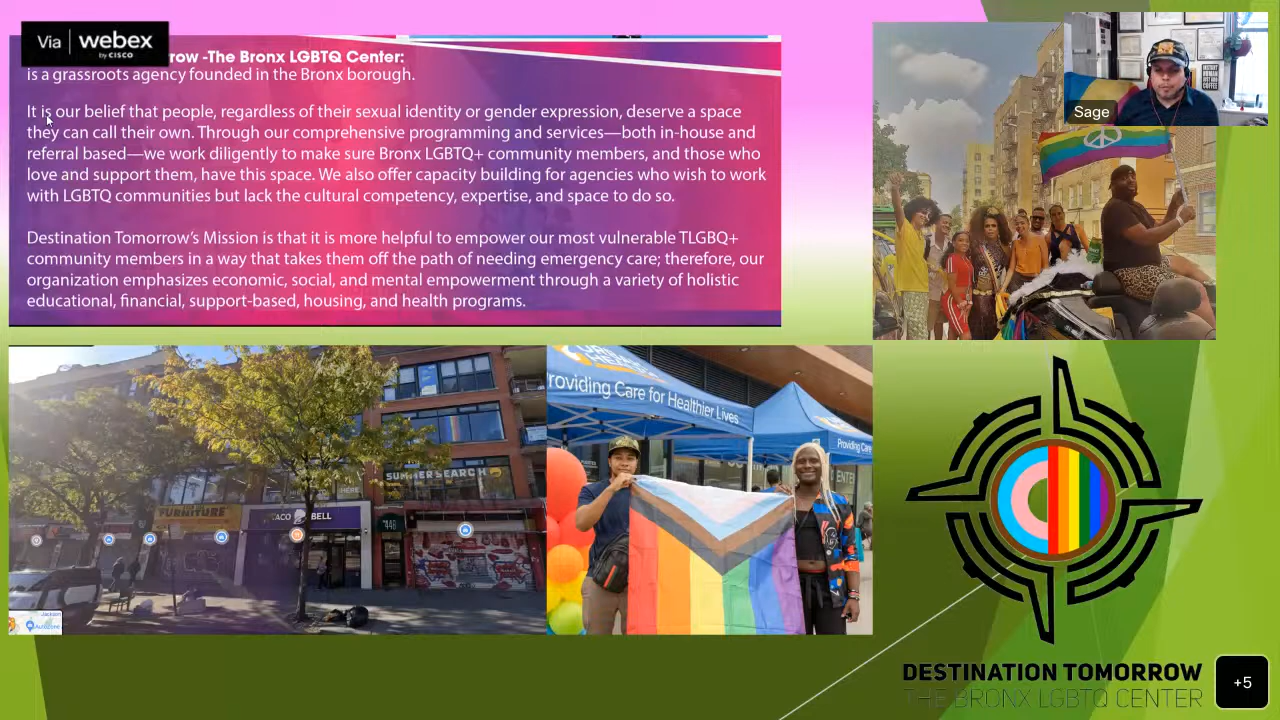 Via webex
by CISCO
row -The Bronx LGBTQ Center:
is a grassroots agency founded in the Bronx borough.
It is our belief that people, regardless of their sexual identity or gender expression, deserve a space
they can call their own. Through our comprehensive programming and services—both in-house and
referral based—we work diligently to make sure Bronx LGBTQ+ community members, and those who
love and support them, have this space. We also offer capacity building for agencies who wish to work
with LGBTQ communities but lack the cultural competency, expertise, and space to do so.
Destination Tomorrow's Mission is that it is more helpful to empower our most vulnerable TLGBQ+
community members in a way that takes them off the path of needing emergency care; therefore, our
organization emphasizes economic, social, and mental empowerment through a variety of holistic
educational, financial, support-based, housing, and health programs.
Sage
SUMMER SEARCH
HERE
FURNITURE
TACO BELL
448
Jackson
AutoZone
roviding Care for Healthier Lives
Providing Care
CENTER
DESTINATION TOMORROW
THE BRONX LGBTQ CENTER
+5